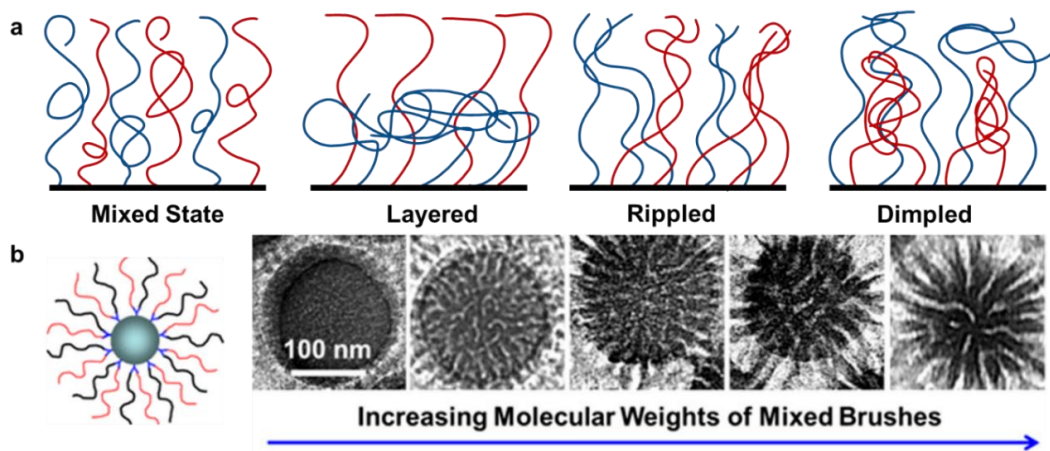 a
Mixed State
Layered
Rippled
Dimpled
b
100 nm
Increasing Molecular Weights of Mixed Brushes